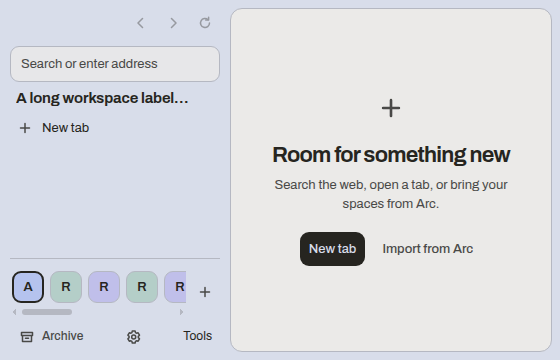 Search or enter address
A long workspace label…
New tab
A R R R R
Archive
Tools
Room for something new
Search the web, open a tab, or bring your
spaces from Arc.
New tab
Import from Arc